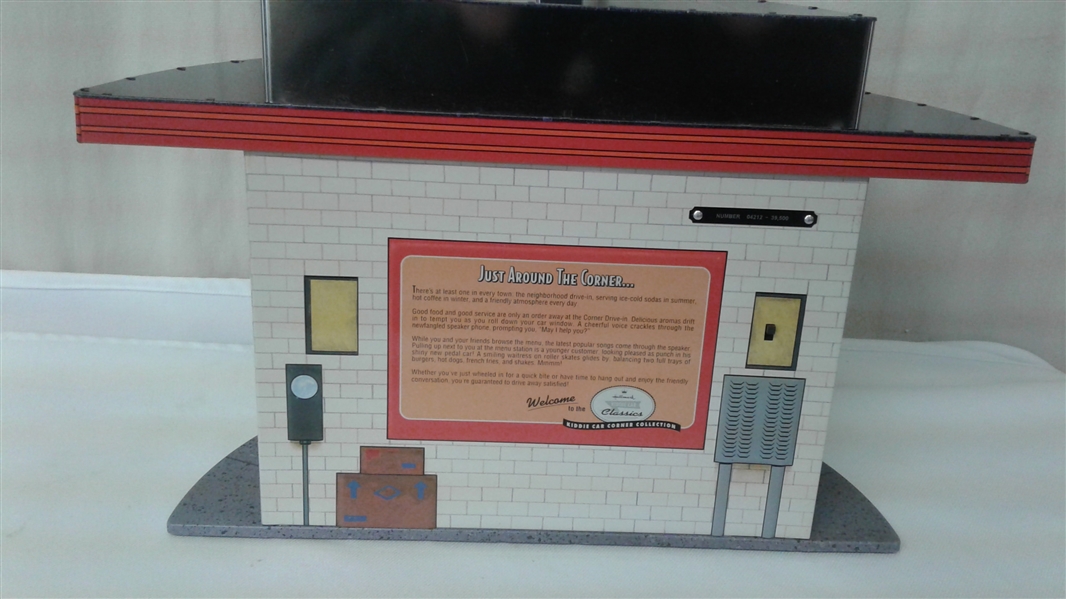 NUMBER 04212 - 39,500
JUST AROUND THE CORNER...
There's at least one in every town: the neighborhood drive-in, serving ice-cold sodas in summer,
hot coffee in winter, and a friendly atmosphere every day.
Good food and good service are only an order away at the Corner Drive-In. Delicious aromas drift
in to tempt you as you roll down your car window. A cheerful voice crackles through the
newfangled speaker phone, prompting you, "May I help you?"
While you and your friends browse the menu, the latest popular songs come through the speaker.
Pulling up next to you at the menu station is a younger customer, looking pleased as punch in his
shiny new pedal car! A smiling waitress on roller skates glides by, balancing two full trays of
burgers, hot dogs, french fries, and shakes. Mmmmm!
Whether you've just wheeled in for a quick bite or have time to hang out and enjoy the friendly
conversation, you're guaranteed to drive away satisfied!
Welcome
to the
Hallmark
Classics
KIDDIE CAR CORNER COLLECTION